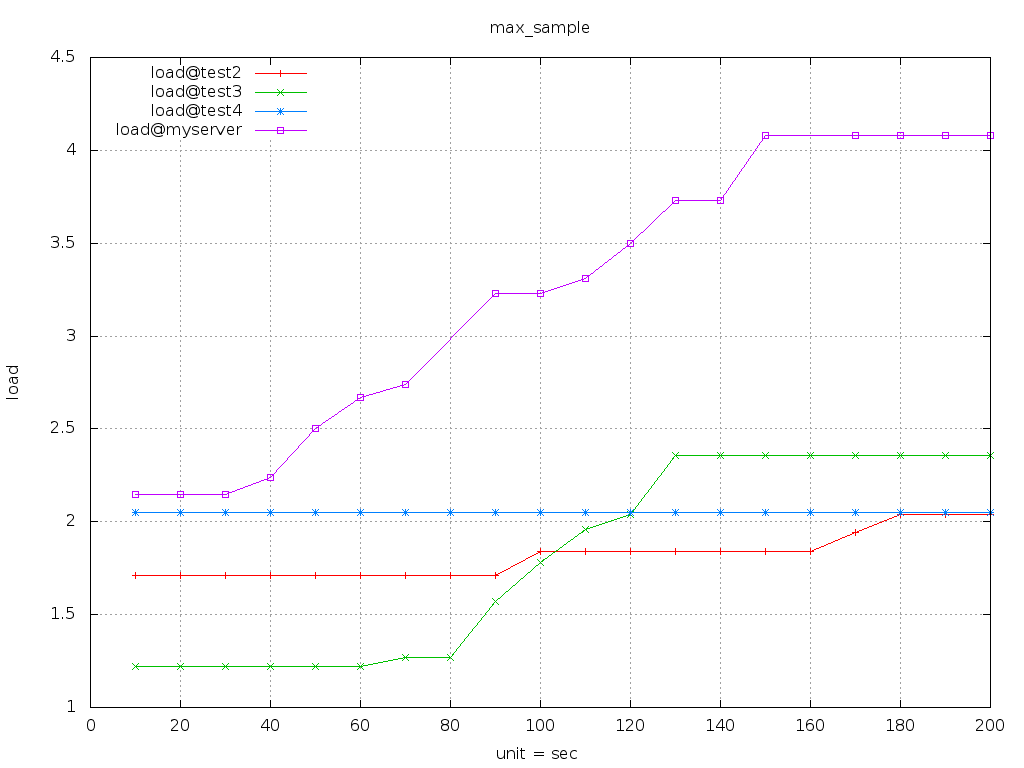 max_sample
load@test2
load@test3
load@test4
load@myserver
4.5
4
3.5
3
2.5
2
1.5
1
load
0 20 40 60 80 100 120 140 160 180 200
unit = sec